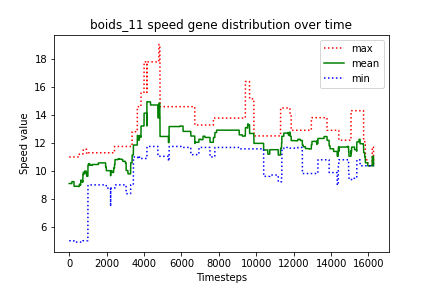 boids_11 speed gene distribution over time
max
mean
min
Speed value
18
16
14
12
10
8
6
0 2000 4000 6000 8000 10000 12000 14000 16000
Timesteps